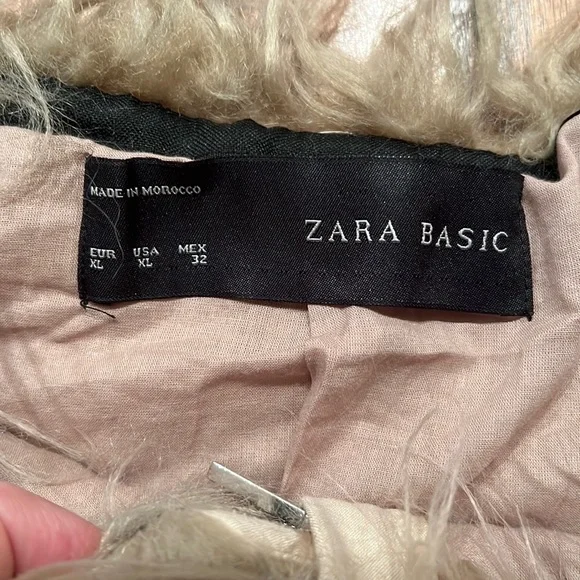 MADE IN MOROCCO
ZARA BASIC
EUR USA MEX
XL XL 32